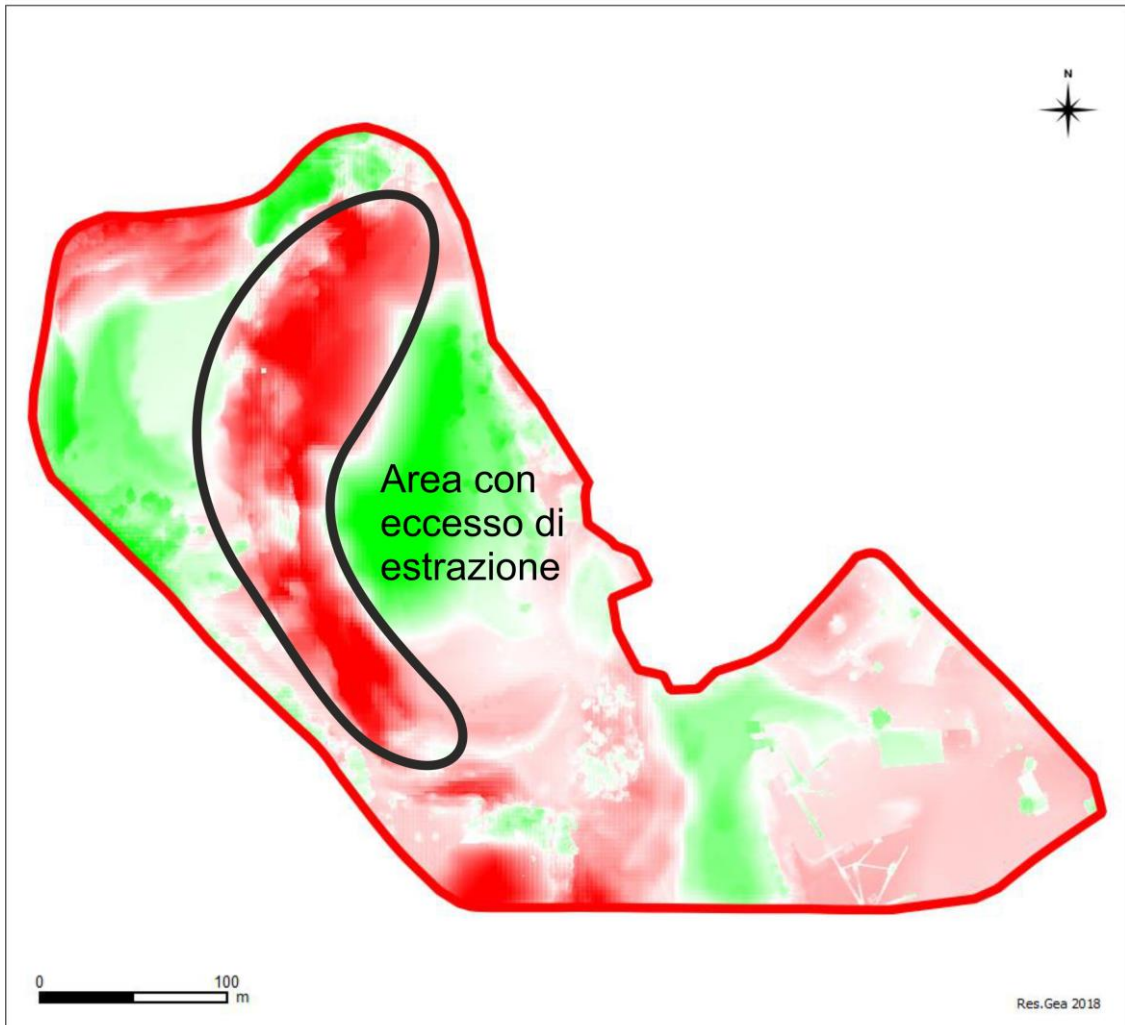 N
Area con
eccesso di
estrazione
0 100
m
Res.Gea 2018